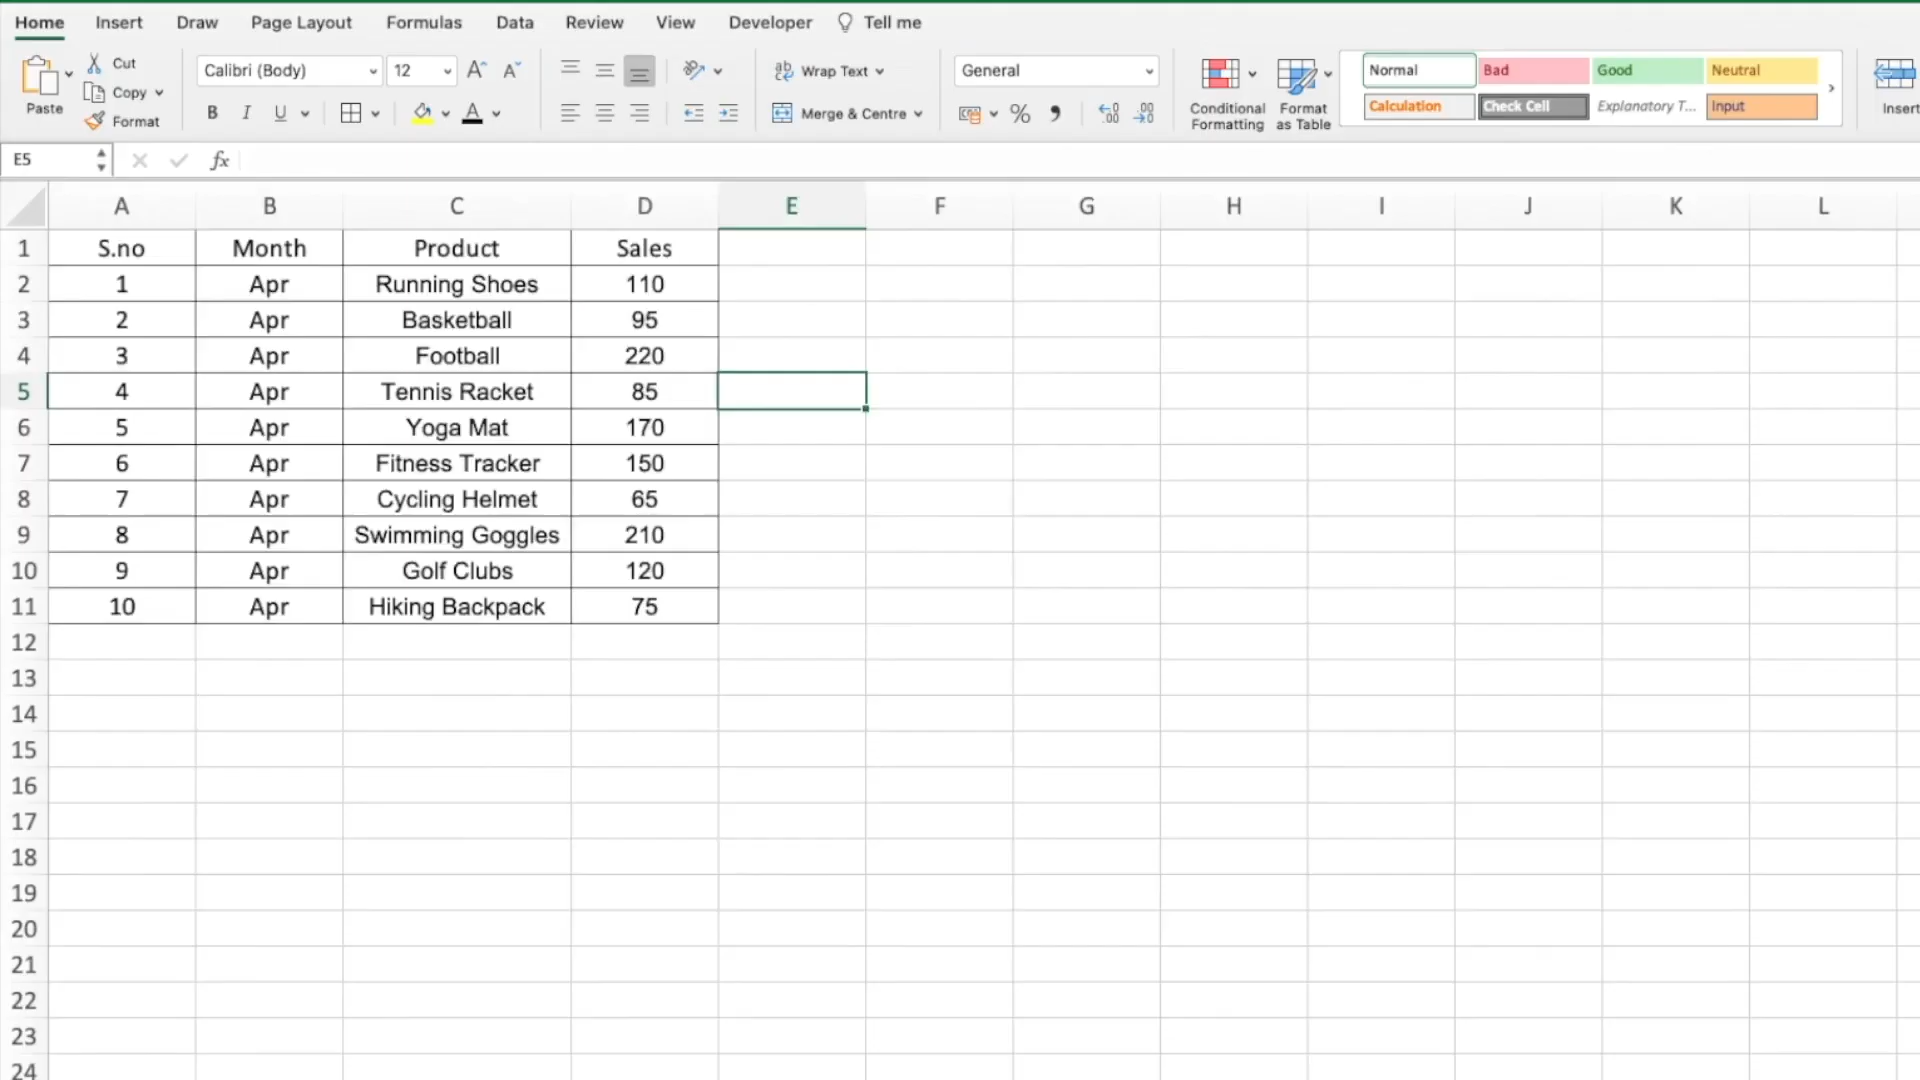 Home Insert Draw Page Layout Formulas Data Review View Developer Tell me
Paste Cut Copy Format
Calibri (Body) 12 A A
B I U A
ab Wrap Text
Merge & Centre
General
% ,
Conditional Formatting
Format as Table
Normal Bad Good Neutral
Calculation Check Cell Explanatory T... Input
Insert
E5 fx
A B C D E F G H I J K L
1 S.no Month Product Sales
2 1 Apr Running Shoes 110
3 2 Apr Basketball 95
4 3 Apr Football 220
5 4 Apr Tennis Racket 85
6 5 Apr Yoga Mat 170
7 6 Apr Fitness Tracker 150
8 7 Apr Cycling Helmet 65
9 8 Apr Swimming Goggles 210
10 9 Apr Golf Clubs 120
11 10 Apr Hiking Backpack 75
12
13
14
15
16
17
18
19
20
21
22
23
24